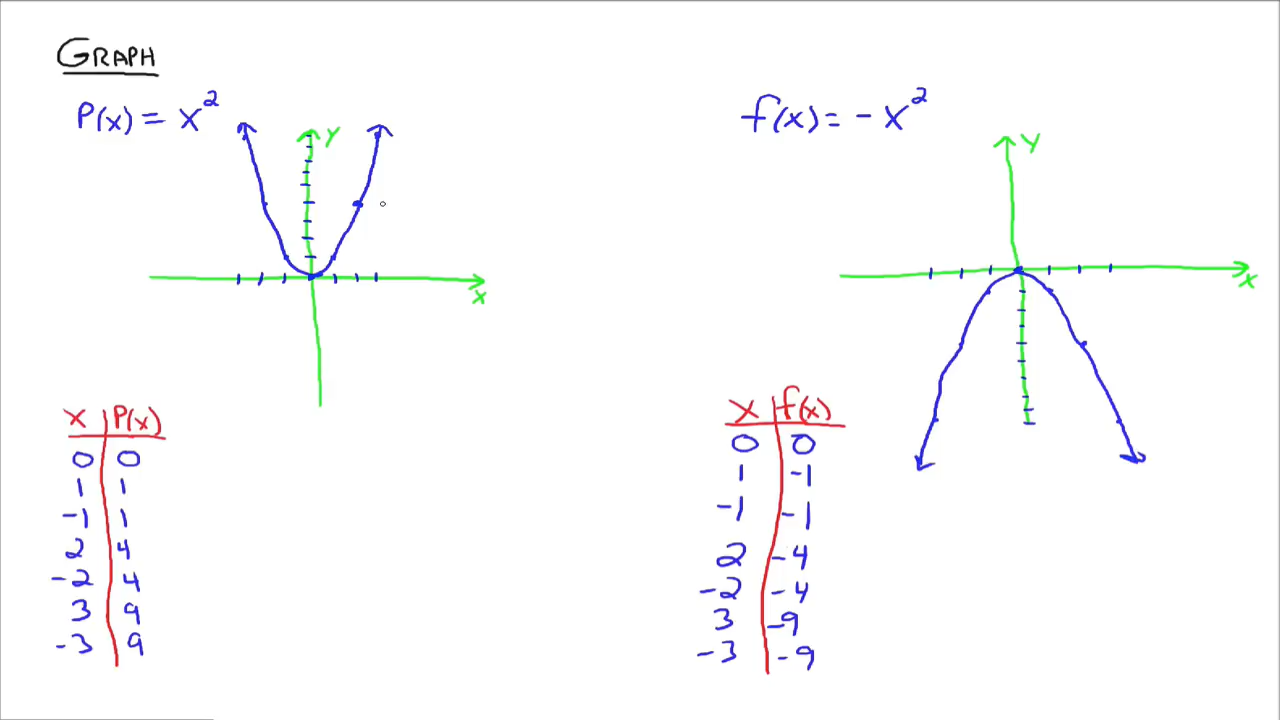 GRAPH
P(x) = x²
Y
X
x P(x)
0 0
1 1
-1 1
2 4
-2 4
3 9
-3 9
f(x) = -x²
Y
X
X f(x)
0 0
1 -1
-1 -1
2 -4
-2 -4
3 -9
-3 -9